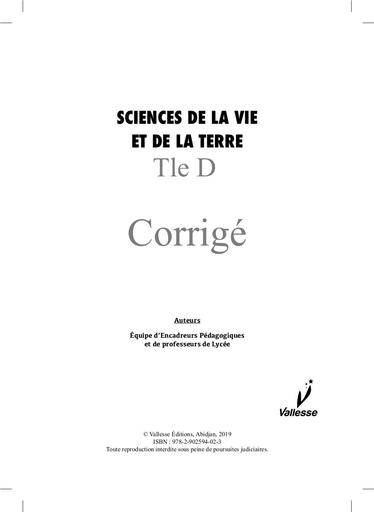 SCIENCES DE LA VIE
ET DE LA TERRE
Tle D
Corrigé
Auteurs
Équipe d'Encadreurs Pédagogiques
et de professeurs de Lycée
Vallesse
© Vallesse Éditions, Abidjan, 2019
ISBN : 978-2-902594-02-3
Toute reproduction interdite sous peine de poursuites judiciaires.